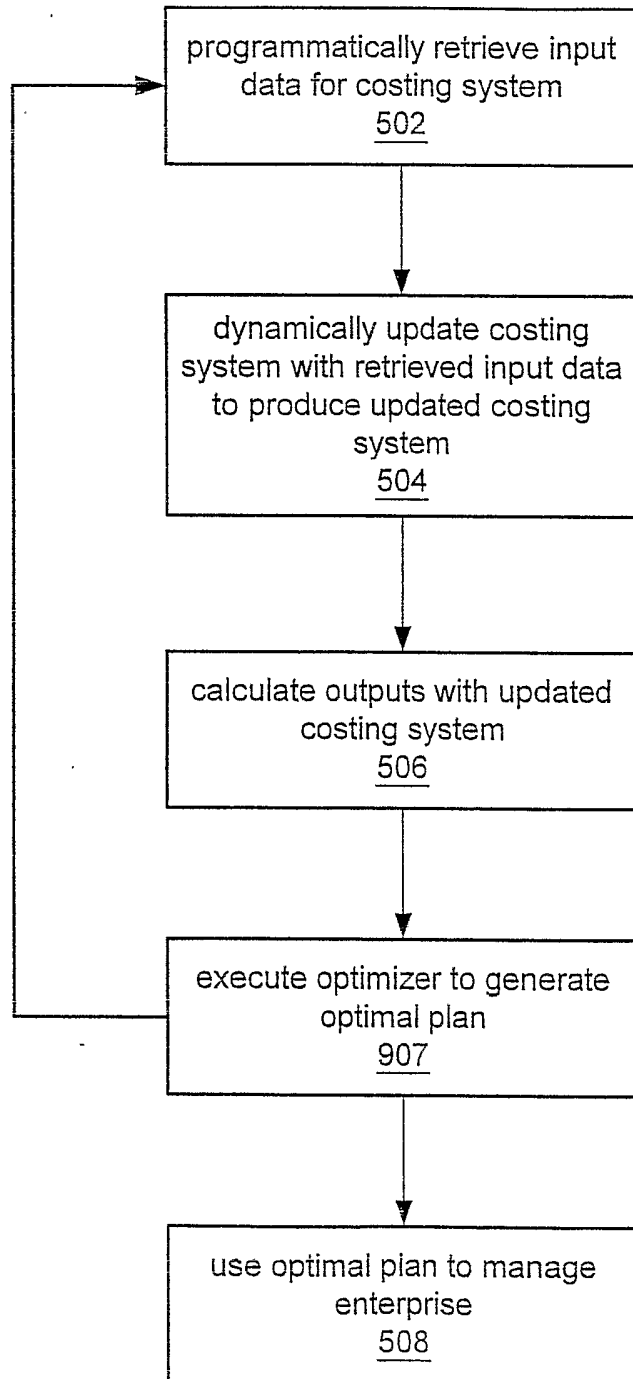 programmatically retrieve input
data for costing system
502
dynamically update costing
system with retrieved input data
to produce updated costing
system
504
calculate outputs with updated
costing system
506
execute optimizer to generate
optimal plan
907
use optimal plan to manage
enterprise
508